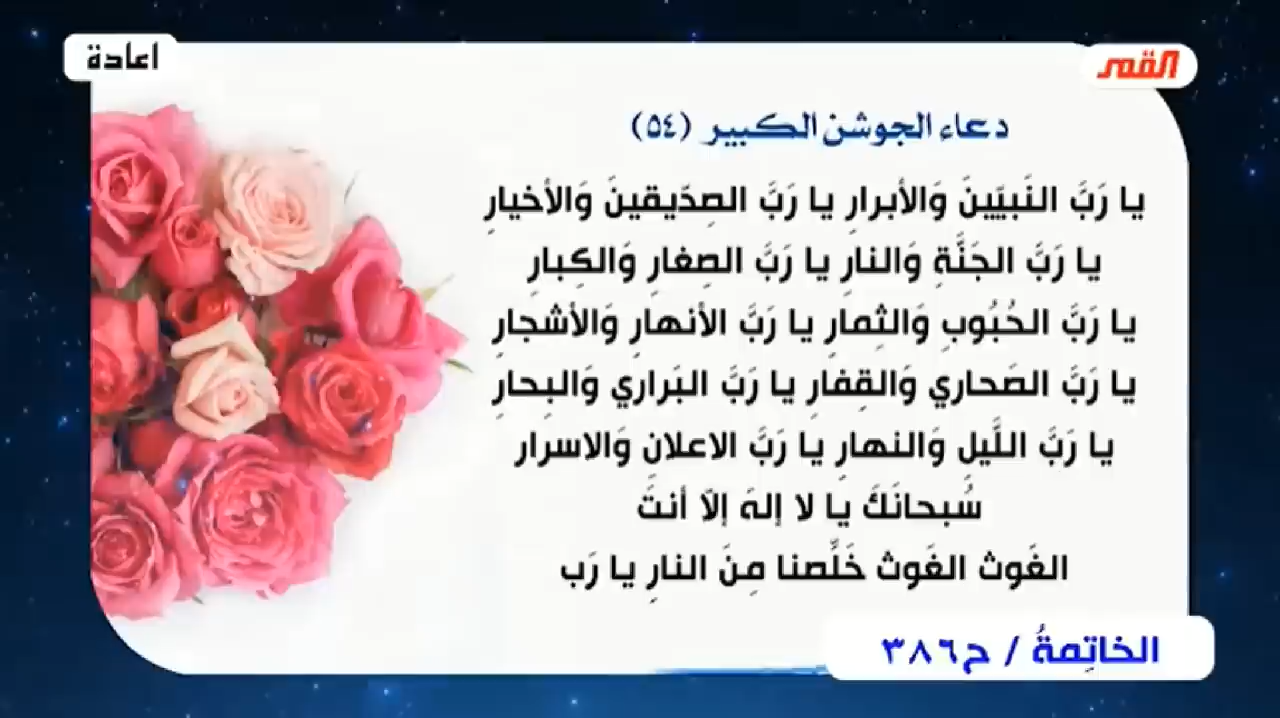 اعادة
القمر
دعاء الجوشن الكبير (٥٤)
يا رَبَّ النَبيّينَ وَالأبرارِ يا رَبَّ الصِدّيقينَ وَالأخيارِ
يا رَبَّ الجَنَّةِ وَالنارِ يا رَبَّ الصِغارِ وَالكِبارِ
يا رَبَّ الحُبُوبِ وَالثِمارِ يا رَبَّ الأنهارِ وَالأشجارِ
يا رَبَّ الصَحاري وَالقِفارِ يا رَبَّ البَراري وَالبِحارِ
يا رَبَّ اللَّيلِ وَالنهارِ يا رَبَّ الاعلانِ وَالاسرار
سُبحانَكَ يا لا إلهَ إلاّ أنتَ
الغَوث الغَوث خَلِّصنا مِنَ النارِ يا رَب
الخاتِمةُ / ح٣٨٦